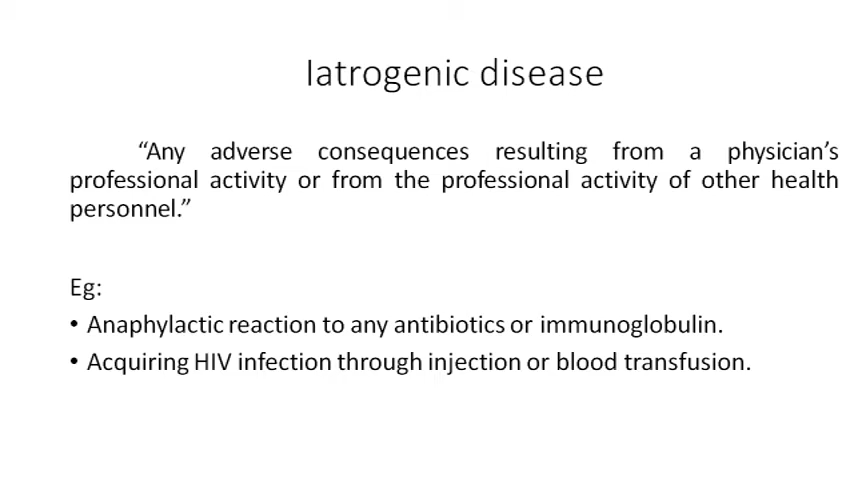 Iatrogenic disease
“Any adverse consequences resulting from a physician’s
professional activity or from the professional activity of other health
personnel.”
Eg:
• Anaphylactic reaction to any antibiotics or immunoglobulin.
• Acquiring HIV infection through injection or blood transfusion.